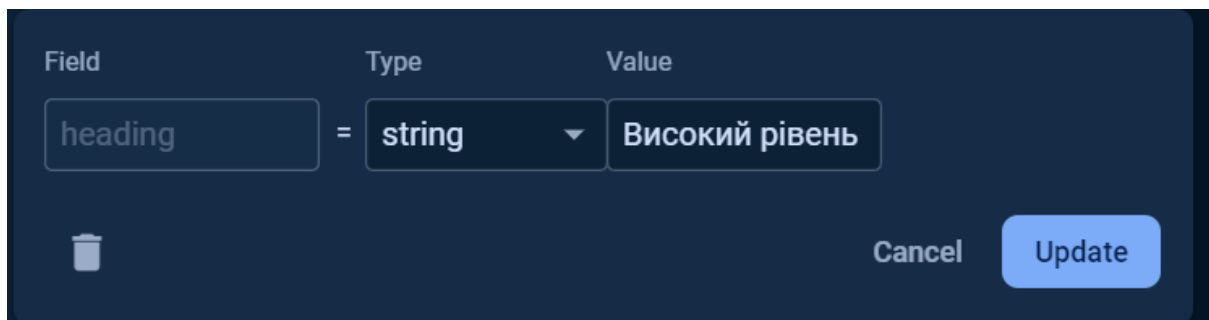 Field Type Value
heading = string Високий рівень
Cancel Update